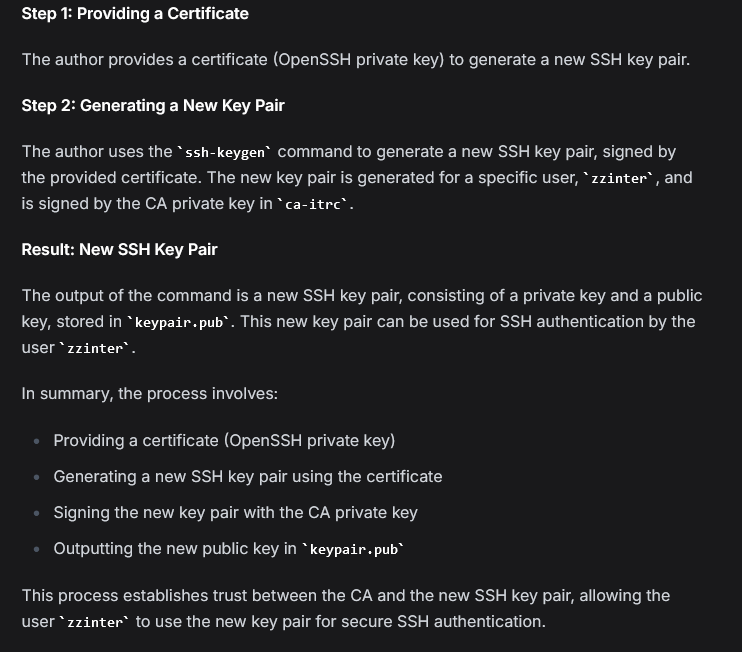 Step 1: Providing a Certificate
The author provides a certificate (OpenSSH private key) to generate a new SSH key pair.
Step 2: Generating a New Key Pair
The author uses the `ssh-keygen` command to generate a new SSH key pair, signed by
the provided certificate. The new key pair is generated for a specific user, `zzinter`, and
is signed by the CA private key in `ca-itrc`.
Result: New SSH Key Pair
The output of the command is a new SSH key pair, consisting of a private key and a public
key, stored in `keypair.pub`. This new key pair can be used for SSH authentication by the
user `zzinter`.
In summary, the process involves:
• Providing a certificate (OpenSSH private key)
• Generating a new SSH key pair using the certificate
• Signing the new key pair with the CA private key
• Outputting the new public key in `keypair.pub`
This process establishes trust between the CA and the new SSH key pair, allowing the
user `zzinter` to use the new key pair for secure SSH authentication.